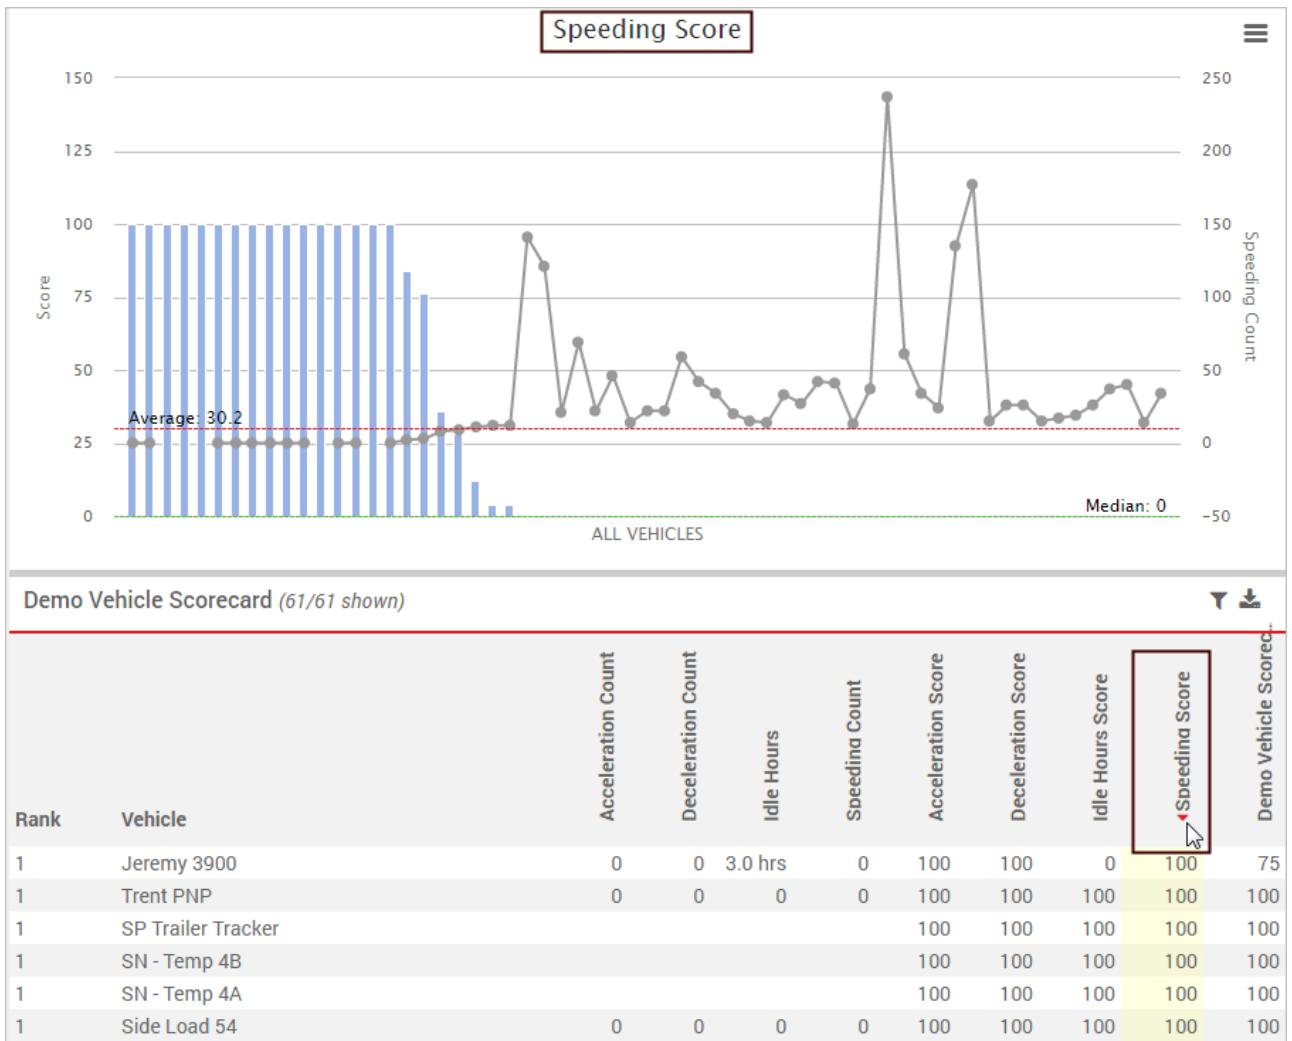 Speeding Score
150
125
100
75
50
25
0
Score
250
200
150
100
50
0
-50
Speeding Count
Average: 30.2
Median: 0
ALL VEHICLES
Demo Vehicle Scorecard (61/61 shown)
Rank Vehicle Acceleration Count Deceleration Count Idle Hours Speeding Count Acceleration Score Deceleration Score Idle Hours Score Speeding Score Demo Vehicle Scorec...
1 Jeremy 3900 0 0 3.0 hrs 0 100 100 0 100 75
1 Trent PNP 0 0 0 0 100 100 100 100 100
1 SP Trailer Tracker 100 100 100 100 100
1 SN - Temp 4B 100 100 100 100 100
1 SN - Temp 4A 100 100 100 100 100
1 Side Load 54 0 0 0 0 100 100 100 100 100